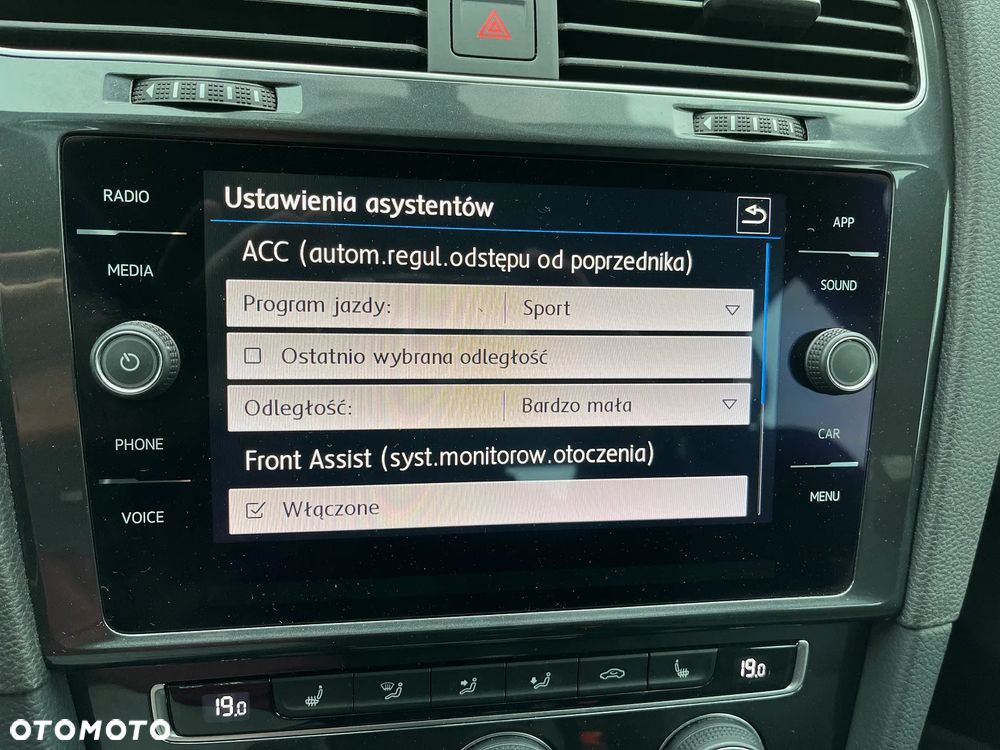 RADIO
MEDIA
PHONE
VOICE
Ustawienia asystentów
ACC (autom.regul.odstępu od poprzednika)
Program jazdy: Sport
Ostatnio wybrana odległość
Odległość: Bardzo mała
Front Assist (syst.monitorow.otoczenia)
Włączone
APP
SOUND
CAR
MENU
19.0
19.0
OTOMOTO